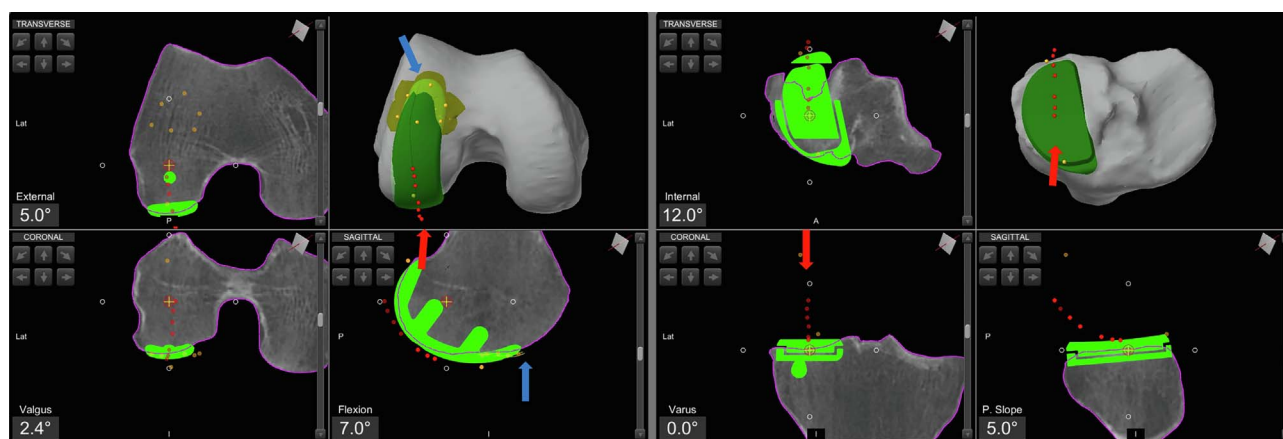 TRANSVERSE
Lat
External
5.0°
P
TRANSVERSE
Lat
Internal
12.0°
A
CORONAL
Lat
Valgus
2.4°
I
SAGITTAL
P
Flexion
7.0°
I
CORONAL
Lat
Varus
0.0°
I
SAGITTAL
P
P. Slope
5.0°
I